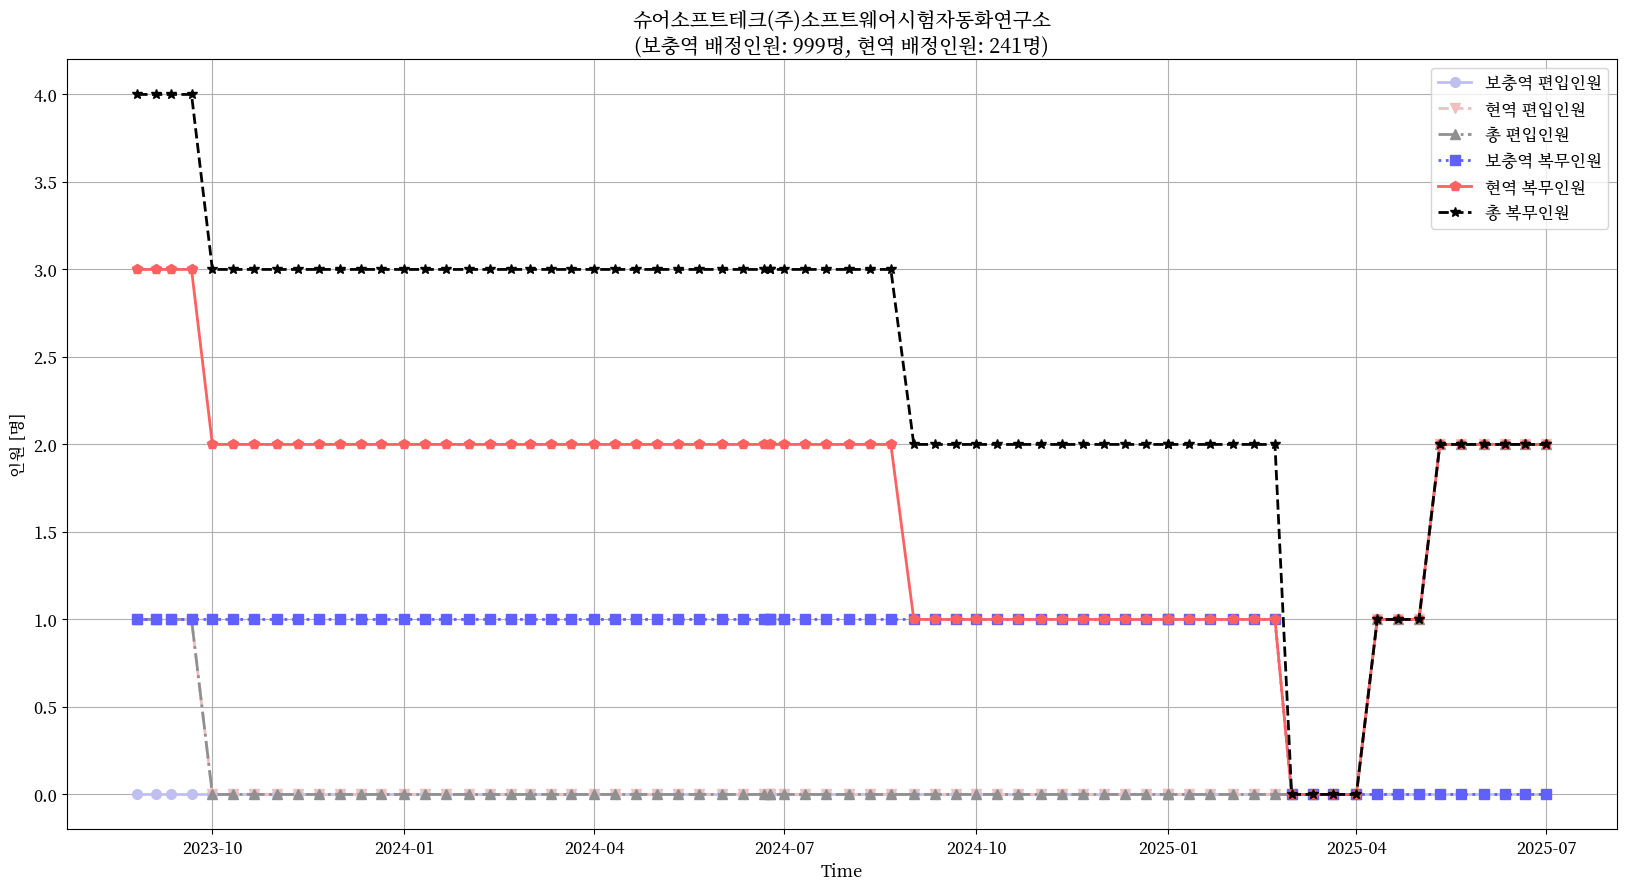 슈어소프트테크(주)소프트웨어시험자동화연구소
(보충역 배정인원: 999명, 현역 배정인원: 241명)
보충역 편입인원
현역 편입인원
총 편입인원
보충역 복무인원
현역 복무인원
총 복무인원
인원 [명]
4.0
3.5
3.0
2.5
2.0
1.5
1.0
0.5
0.0
2023-10
2024-01
2024-04
2024-07
2024-10
2025-01
2025-04
2025-07
Time